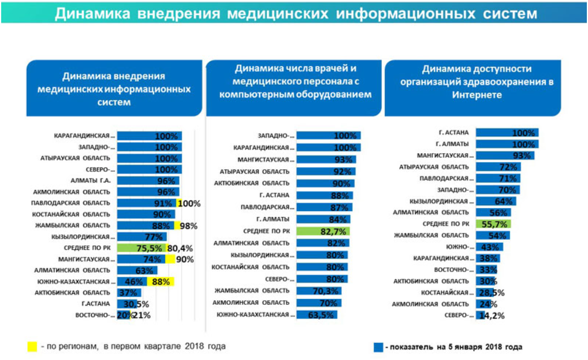 Динамика внедрения медицинских информационных систем
Динамика внедрения
медицинских информационных
систем
КАРАГАНДИНСКАЯ 100%
ЗАПАДНО-... 100%
АТЫРАУСКАЯ ОБЛАСТЬ 100%
СЕВЕРО-... 100%
АЛМАТЫ Г.А. 96%
АКМОЛИНСКАЯ ОБЛАСТЬ 96%
ПАВЛОДАРСКАЯ ОБЛАСТЬ 91% 100%
КОСТАНАЙСКАЯ ОБЛАСТЬ 90%
ЖАМБЫЛСКАЯ ОБЛАСТЬ 88% 98%
КЫЗЫЛОРДИНСКАЯ... 77%
СРЕДНЕЕ ПО РК 75,5% 80,4%
МАНГИСТАУСКАЯ... 74% 90%
АЛМАТИНСКАЯ ОБЛАСТЬ 63%
ЮЖНО-КАЗАХСТАНСКАЯ... 46% 88%
АКТЮБИНСКАЯ ОБЛАСТЬ 37%
Г.АСТАНА 30,5%
ВОСТОЧНО-... 20% 21%
Динамика числа врачей и
медицинского персонала с
компьютерным оборудованием
ЗАПАДНО-... 100%
КАРАГАНДИНСКАЯ... 100%
МАНГИСТАУСКАЯ... 93%
АТЫРАУСКАЯ ОБЛАСТЬ 92%
АКТЮБИНСКАЯ ОБЛАСТЬ 90%
Г. АСТАНА 88%
ПАВЛОДАРСКАЯ... 87%
Г. АЛМАТЫ 84%
СРЕДНЕЕ ПО РК 82,7%
АЛМАТИНСКАЯ ОБЛАСТЬ 82%
КЫЗЫЛОРДИНСКАЯ... 80%
КОСТАНАЙСКАЯ ОБЛАСТЬ 80%
СЕВЕРО-... 80%
ЖАМБЫЛСКАЯ ОБЛАСТЬ 70,3%
АКМОЛИНСКАЯ ОБЛАСТЬ 70%
ЮЖНО-КАЗАХСТАНСКАЯ... 63,5%
Динамика доступности
организаций здравоохранения в
Интернете
Г. АСТАНА 100%
Г. АЛМАТЫ 100%
МАНГИСТАУСКАЯ... 93%
АТЫРАУСКАЯ ОБЛАСТЬ 72%
ПАВЛОДАРСКАЯ... 71%
ЗАПАДНО-... 70%
КЫЗЫЛОРДИНСКАЯ... 64%
АЛМАТИНСКАЯ ОБЛАСТЬ 56%
СРЕДНЕЕ ПО РК 55,7%
ЖАМБЫЛСКАЯ ОБЛАСТЬ 54%
ЮЖНО-... 43%
КАРАГАНДИНСКАЯ... 38%
ВОСТОЧНО-... 33%
АКТЮБИНСКАЯ ОБЛАСТЬ 30%
КОСТАНАЙСКАЯ... 28,5%
АКМОЛИНСКАЯ ОБЛАСТЬ 24%
СЕВЕРО-... 14,2%
- по регионам, в первом квартале 2018 года
- показатель на 5 января 2018 года